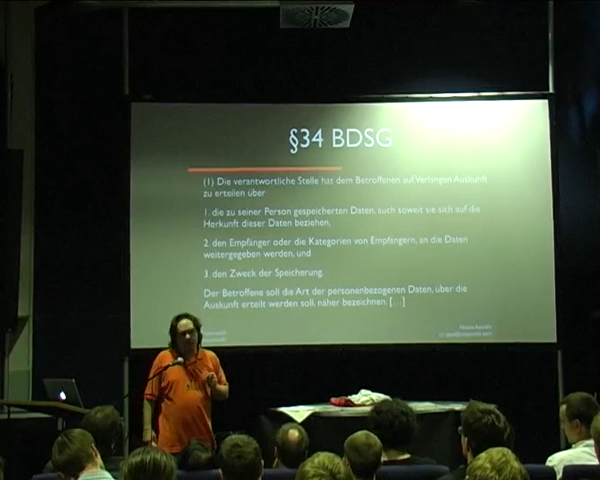 §34 BDSG
(1) Die verantwortliche Stelle hat dem Betroffenen auf Verlangen Auskunft
zu erteilen über
1. die zu seiner Person gespeicherten Daten, auch soweit sie sich auf die
Herkunft dieser Daten beziehen,
2. den Empfänger oder die Kategorien von Empfängern, an die Daten
weitergegeben werden, und
3. den Zweck der Speicherung.
Der Betroffene soll die Art der personenbezogenen Daten, über die
Auskunft erteilt werden soll, näher bezeichnen. [...]